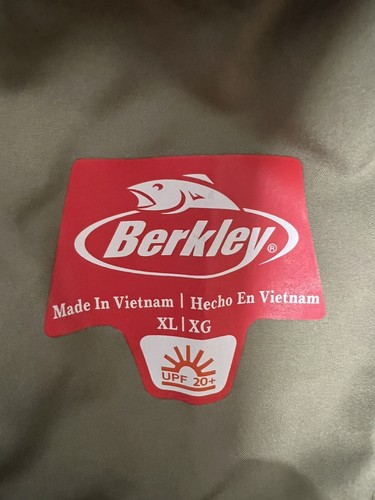 Berkley®
Made In Vietnam | Hecho En Vietnam
XL|XG
UPF 20+